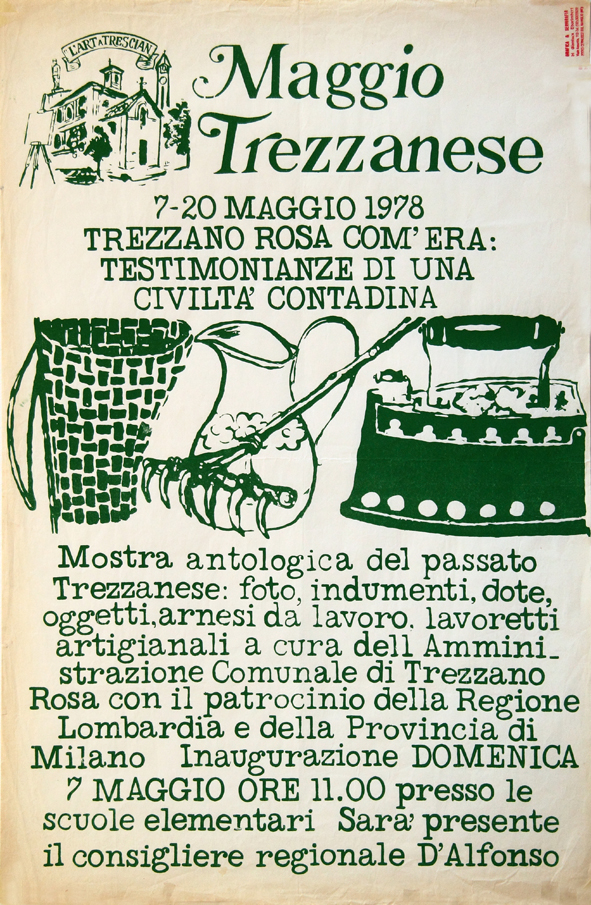 L'ART A TRESCIAN
Maggio
Trezzanese
7-20 MAGGIO 1978
TREZZANO ROSA COM'ERA:
TESTIMONIANZE DI UNA
CIVILTA' CONTADINA
Mostra antologica del passato
Trezzanese: foto, indumenti, dote,
oggetti, arnesi da lavoro. lavoretti
artigianali a cura dell Ammini_
strazione Comunale di Trezzano
Rosa con il patrocinio della Regione
Lombardia e della Provincia di
Milano Inaugurazione DOMENICA
7 MAGGIO ORE 11.00 presso le
scuole elementari Sara' presente
il consigliere regionale D'Alfonso